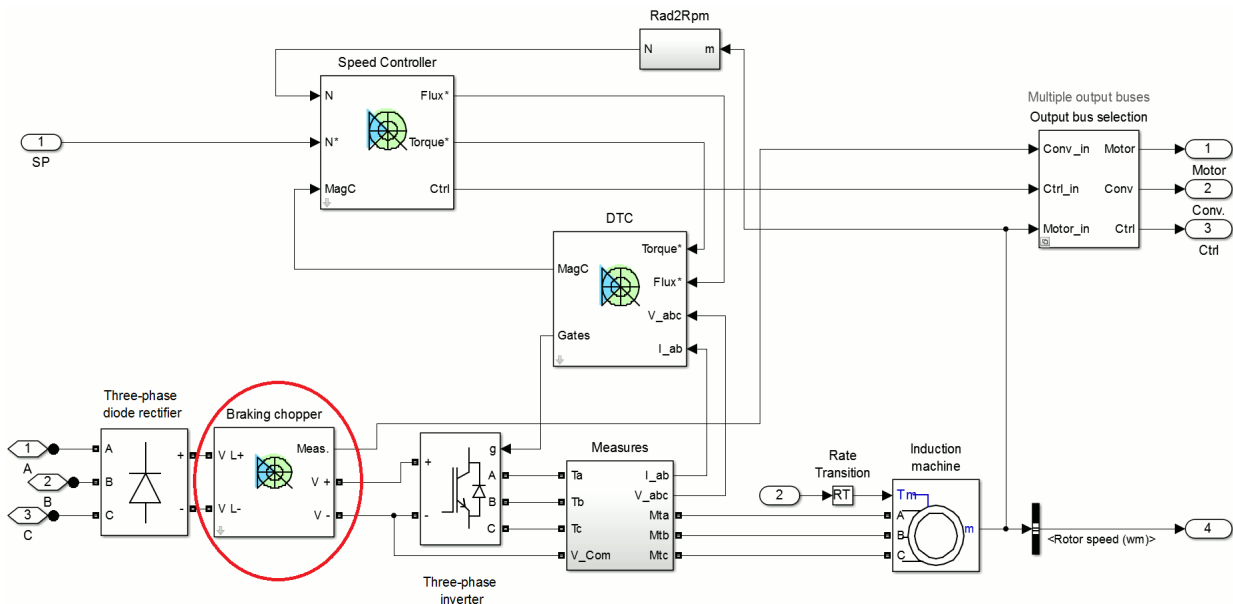 Rad2Rpm
N
m
Speed Controller
N
Flux*
N*
Torque*
MagC
Ctrl
1
SP
Multiple output buses
Output bus selection
Conv_in
Motor
Ctrl_in
Conv
Motor_in
Ctrl
1
Motor
2
Conv.
3
Ctrl
DTC
Torque*
MagC
Flux*
V_abc
Gates
I_ab
Three-phase
diode rectifier
1
A
2
B
3
C
A
+
B
C
-
Braking chopper
V L+
Meas.
V +
V L-
V -
g
+
A
B
-
C
Three-phase
inverter
Measures
Ta
I_ab
V_abc
Tb
Mta
Tc
Mtb
V_Com
Mtc
2
Rate
Transition
RT
Induction
machine
Tm
A
B
m
C
<Rotor speed (wm)>
4